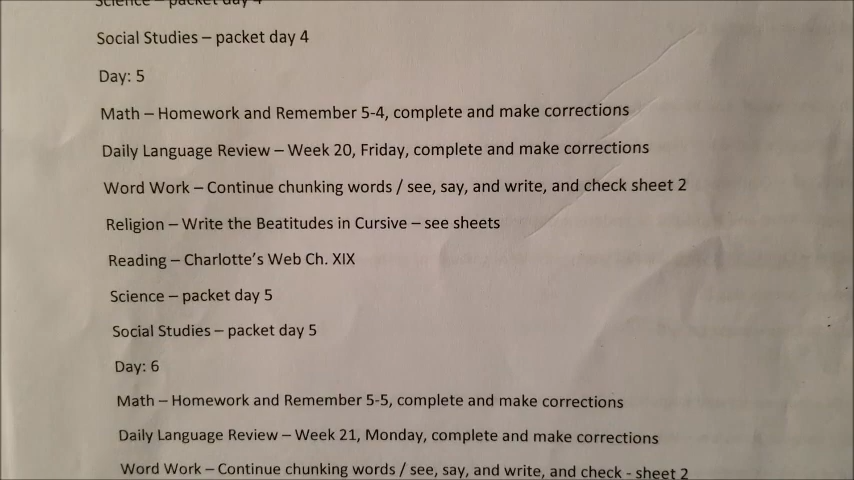 Science – packet day 4
Social Studies – packet day 4
Day: 5
Math – Homework and Remember 5-4, complete and make corrections
Daily Language Review – Week 20, Friday, complete and make corrections
Word Work – Continue chunking words / see, say, and write, and check sheet 2
Religion – Write the Beatitudes in Cursive – see sheets
Reading – Charlotte’s Web Ch. XIX
Science – packet day 5
Social Studies – packet day 5
Day: 6
Math – Homework and Remember 5-5, complete and make corrections
Daily Language Review – Week 21, Monday, complete and make corrections
Word Work – Continue chunking words / see, say, and write, and check - sheet 2